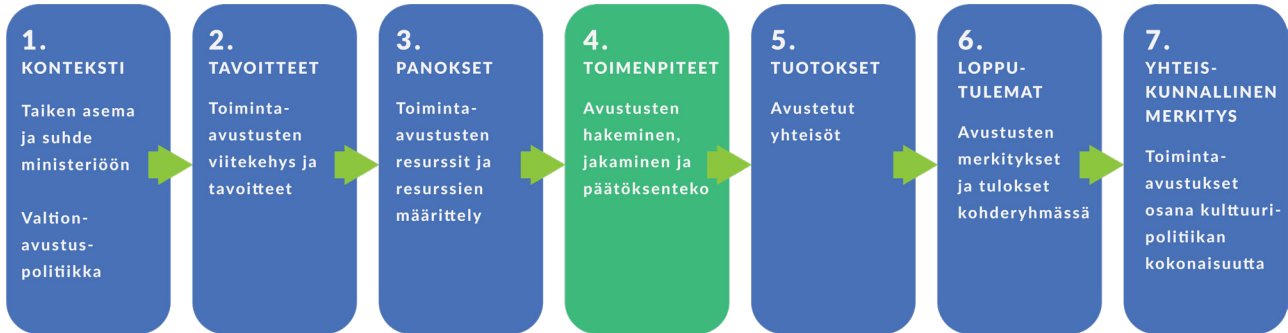 1.
KONTEKSTI
Taiken asema
ja suhde
ministeriöön
Valtion-
avustus-
politiikka
2.
TAVOITTEET
Toiminta-
avustusten
viitekehys ja
tavoitteet
3.
PANOKSET
Toiminta-
avustusten
resurssit ja
resurssien
määrittely
4.
TOIMENPITEET
Avustusten
hakeminen,
jakaminen ja
päätöksenteko
5.
TUOTOKSET
Avustetut
yhteisöt
6.
LOPPU-
TULEMAT
Avustusten
merkitykset
ja tulokset
kohderyhmässä
7.
YHTEIS-
KUNNALLINEN
MERKITYS
Toiminta-
avustukset
osana kulttuuri-
politiikan
kokonaisuutta